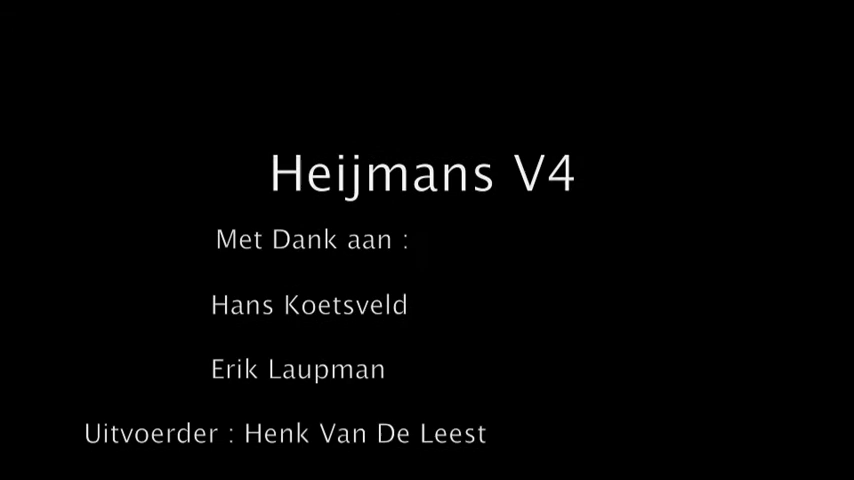 Heijmans V4
Met Dank aan :
Hans Koetsveld
Erik Laupman
Uitvoerder : Henk Van De Leest